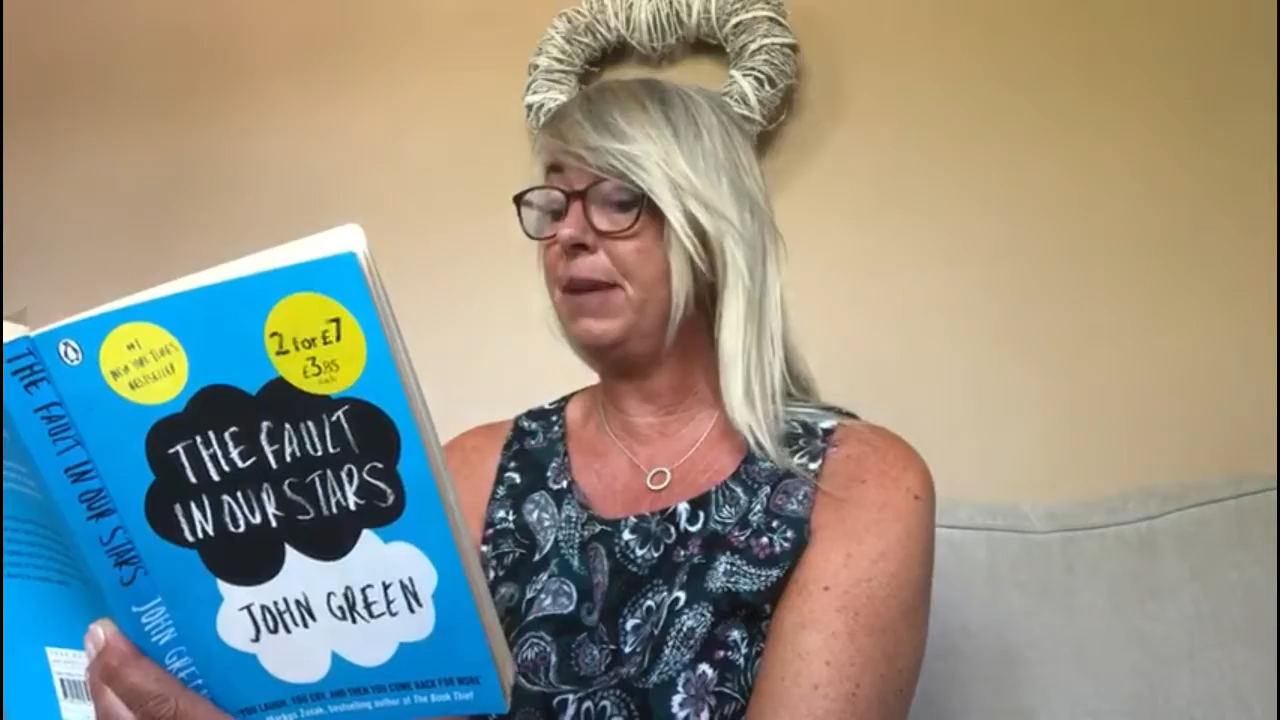 THE FAULT IN OUR STARS JOHN GREEN
#1
NEW YORK TIMES
BESTSELLER
2 for £7
£3.85
each
THE FAULT
IN OUR STARS
JOHN GREEN
YOU LAUGH, YOU CRY, AND THEN YOU COME BACK FOR MORE'
Markus Zusak, bestselling author of The Book Thief